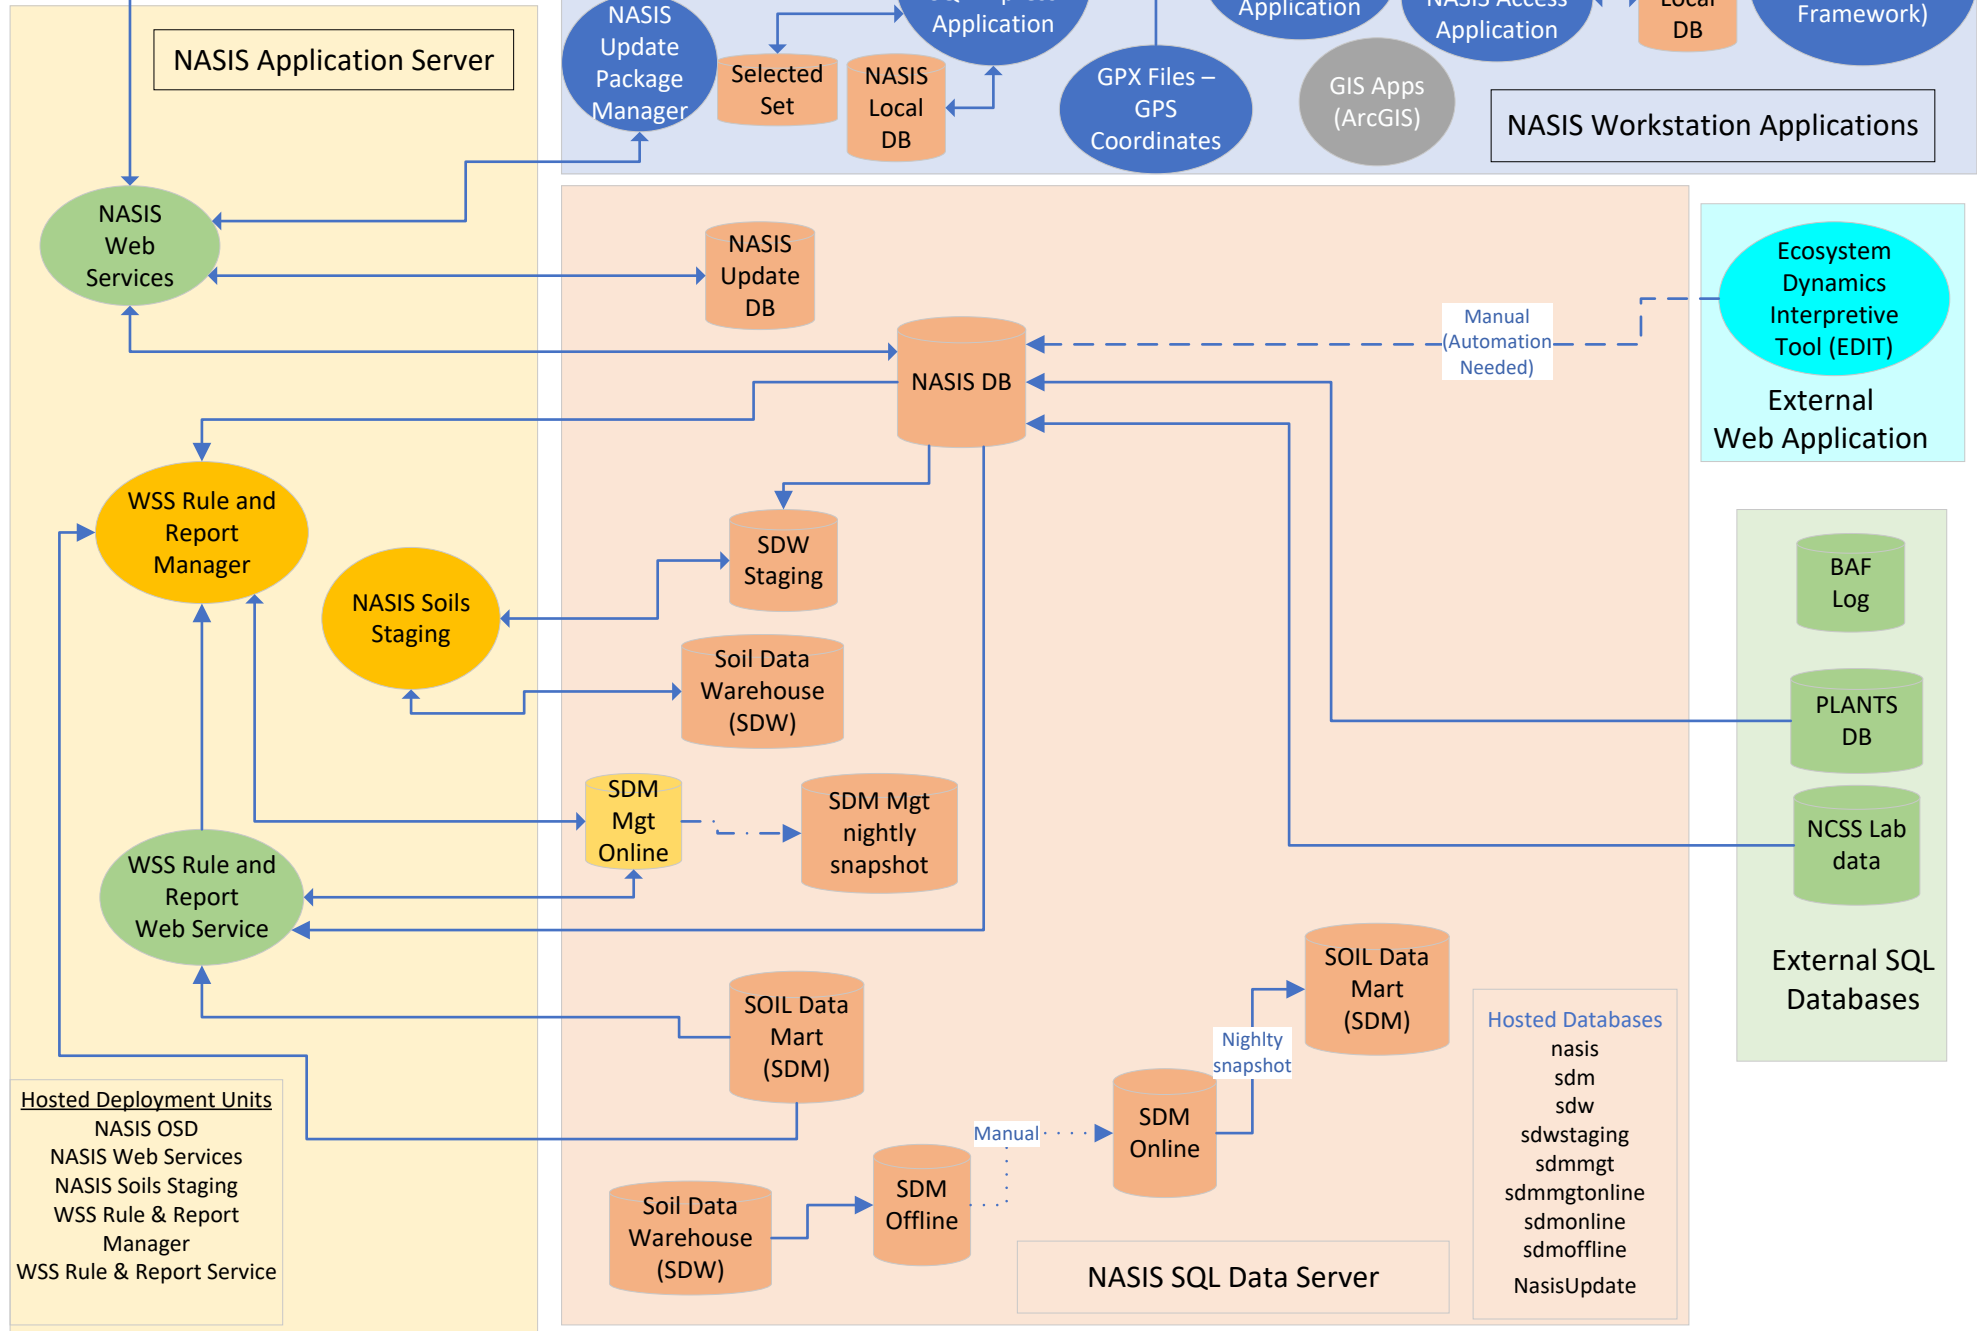 NASIS Application Server
NASIS
Update
Package
Manager
Selected
Set
NASIS
Local
DB
Application
GPX Files –
GPS
Coordinates
Application
GIS Apps
(ArcGIS)
NASIS Access
Application
Local
DB
Framework)
NASIS Workstation Applications
NASIS
Web
Services
NASIS
Update
DB
NASIS DB
Manual
(Automation
Needed)
Ecosystem
Dynamics
Interpretive
Tool (EDIT)
External
Web Application
WSS Rule and
Report
Manager
NASIS Soils
Staging
SDW
Staging
Soil Data
Warehouse
(SDW)
BAF
Log
PLANTS
DB
NCSS Lab
data
External SQL
Databases
SDM
Mgt
Online
SDM Mgt
nightly
snapshot
WSS Rule and
Report
Web Service
SOIL Data
Mart
(SDM)
SOIL Data
Mart
(SDM)
Nighlty
snapshot
SDM
Online
Manual
SDM
Offline
Soil Data
Warehouse
(SDW)
Hosted Deployment Units
NASIS OSD
NASIS Web Services
NASIS Soils Staging
WSS Rule & Report
Manager
WSS Rule & Report Service
NASIS SQL Data Server
Hosted Databases
nasis
sdm
sdw
sdwstaging
sdmmgt
sdmmgtonline
sdmonline
sdmoffline
NasisUpdate